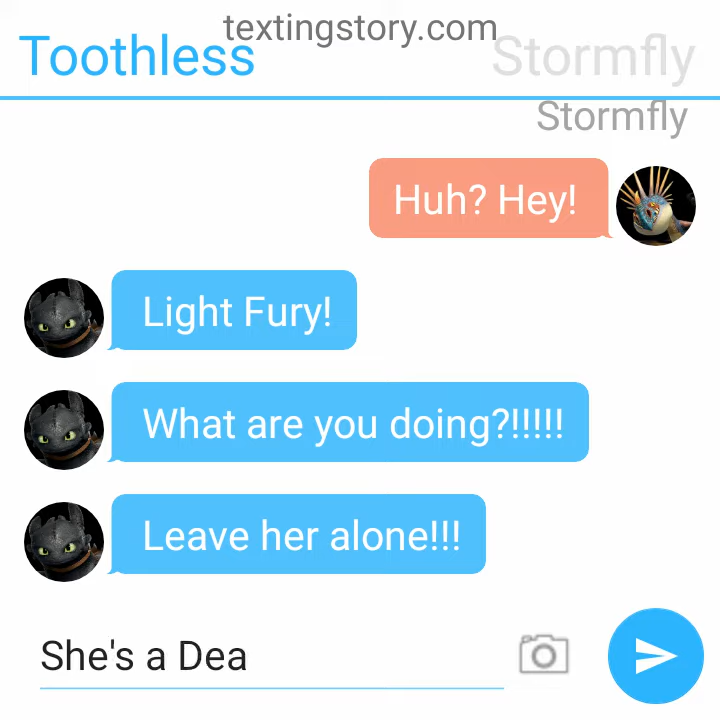 textingstory.com
Toothless
Stormfly
Stormfly
Huh? Hey!
Light Fury!
What are you doing?!!!!!
Leave her alone!!!
She's a Dea